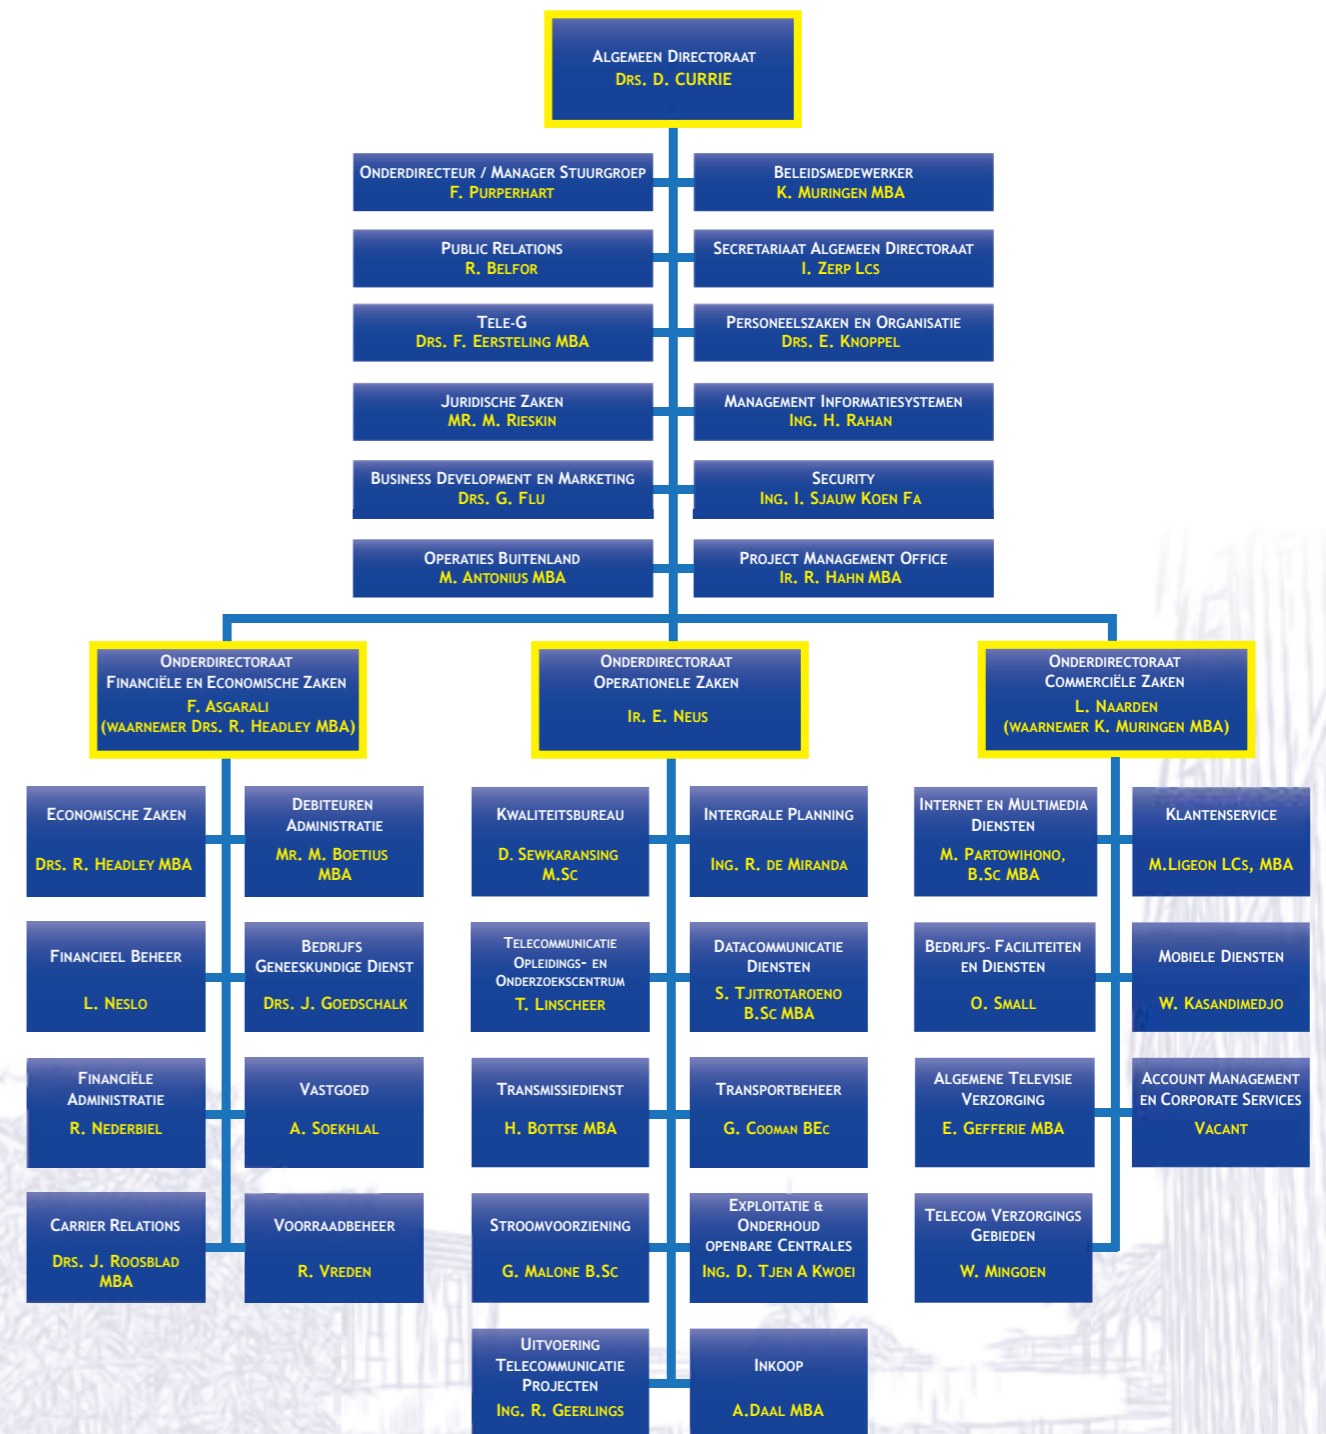 Algemeen Directoraat
Drs. D. CURRIE
Onderdirecteur / Manager Stuurgroep
F. Purperhart
Beleidsmedewerker
K. Muringen MBA
Public Relations
R. Belfor
Secretariaat Algemeen Directoraat
I. Zerp Lcs
Tele-G
Drs. F. Eersteling MBA
Personeelszaken en Organisatie
Drs. E. Knoppel
Juridische Zaken
MR. M. Rieskin
Management Informatiesystemen
Ing. H. Rahan
Business Development en Marketing
Drs. G. Flu
Security
Ing. I. Sjauw Koen Fa
Operaties Buitenland
M. Antonius MBA
Project Management Office
Ir. R. Hahn MBA
Onderdirectoraat
Financiële en Economische Zaken
F. Asgarali
(waarnemer Drs. R. Headley MBA)
Onderdirectoraat
Operationele Zaken
Ir. E. Neus
Onderdirectoraat
Commerciële Zaken
L. Naarden
(waarnemer K. Muringen MBA)
Economische Zaken
Drs. R. Headley MBA
Debiteuren
Administratie
Mr. M. Boetius
MBA
Kwaliteitsbureau
D. Sewkaransing
M.Sc
Intergrale Planning
Ing. R. de Miranda
Internet en Multimedia
Diensten
M. Partowihono,
B.Sc MBA
Klantenservice
M.Ligeon LCs, MBA
Financieel Beheer
L. Neslo
Bedrijfs
Geneeskundige Dienst
Drs. J. Goedschalk
Telecommunicatie
Opleidings- en
Onderzoekscentrum
T. Linscheer
Datacommunicatie
Diensten
S. Tjitrotaroeno
B.Sc MBA
Bedrijfs- Faciliteiten
en Diensten
O. Small
Mobiele Diensten
W. Kasandimedjo
Financiële
Administratie
R. Nederbiel
Vastgoed
A. Soekhlal
Transmissiedienst
H. Bottse MBA
Transportbeheer
G. Cooman BEc
Algemene Televisie
Verzorging
E. Gefferie MBA
Account Management
en Corporate Services
Vacant
Carrier Relations
Drs. J. Roosblad
MBA
Voorraadbeheer
R. Vreden
Stroomvoorziening
G. Malone B.Sc
Exploitatie &
Onderhoud
openbare Centrales
Ing. D. Tjen A Kwoei
Telecom Verzorgings
Gebieden
W. Mingoen
Uitvoering
Telecommunicatie
Projecten
Ing. R. Geerlings
Inkoop
A.Daal MBA